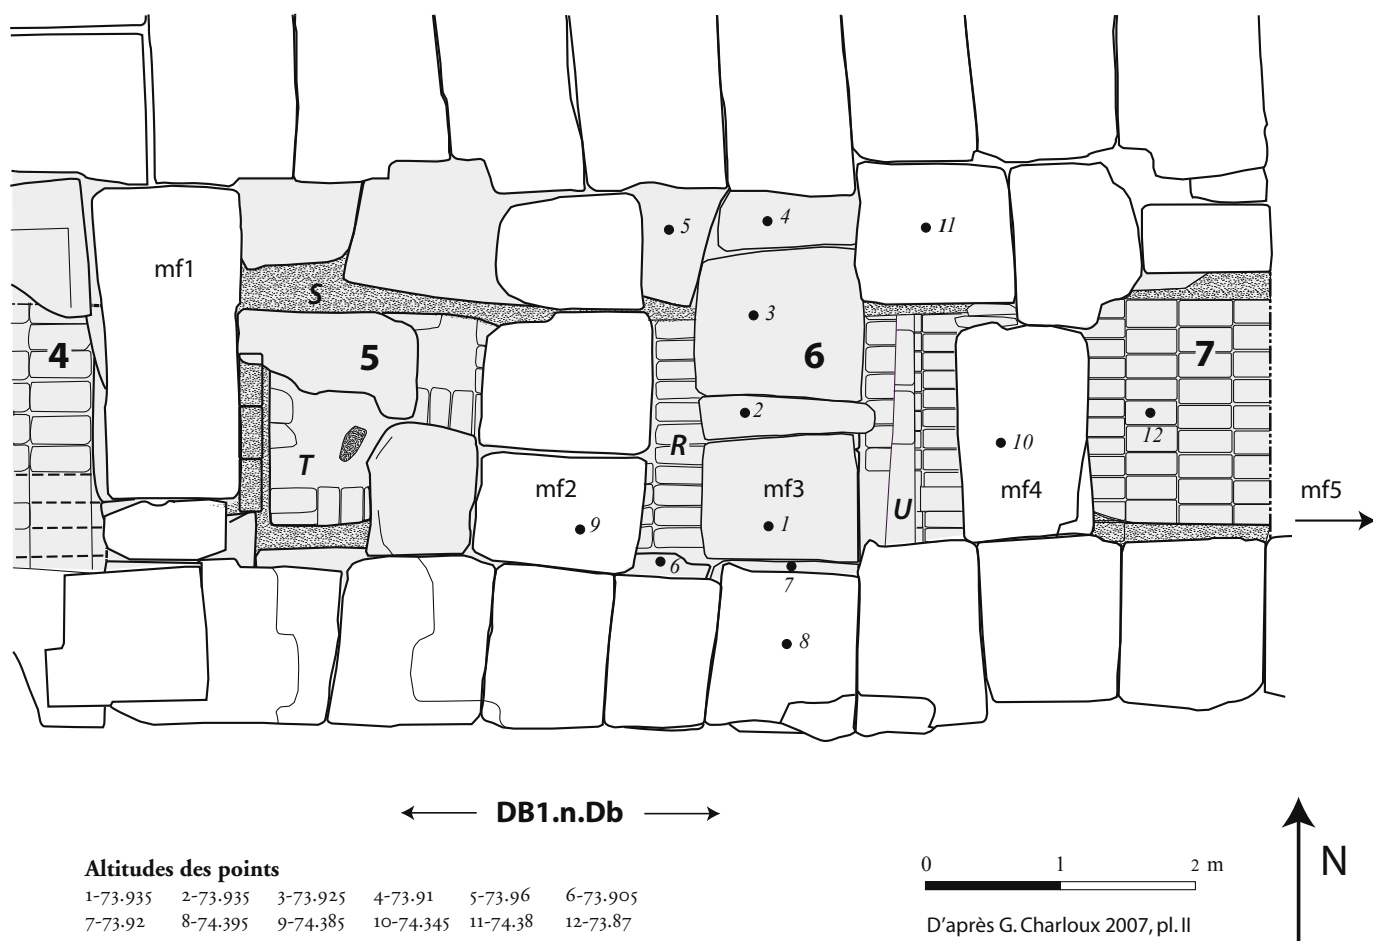 5
4
11
mf1
S
3
4
5
6
7
2
12
R
10
T
mf2
mf3
mf4
mf5
U
9
1
6
7
8
DB1.n.Db
Altitudes des points
1-73.935 2-73.935 3-73.925 4-73.91 5-73.96 6-73.905
7-73.92 8-74.395 9-74.385 10-74.345 11-74.38 12-73.87
0 1 2 m
N
D'après G. Charloux 2007, pl. II